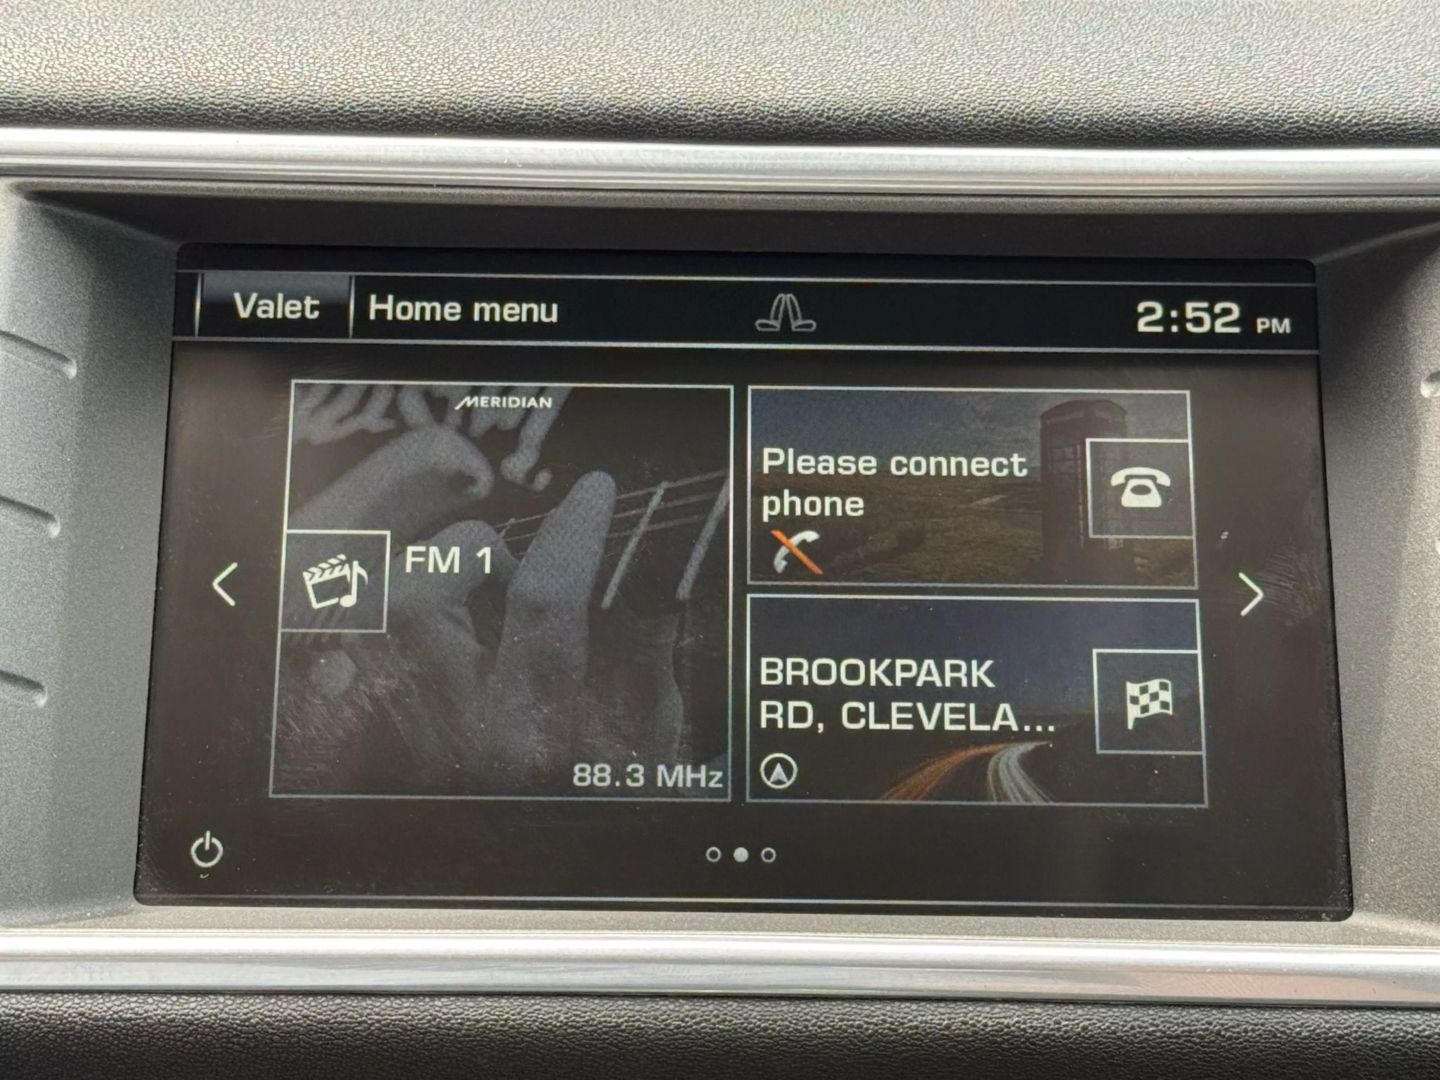 Valet
Home menu
2:52 PM
MERIDIAN
FM 1
88.3 MHz
Please connect
phone
BROOKPARK
RD, CLEVELA...